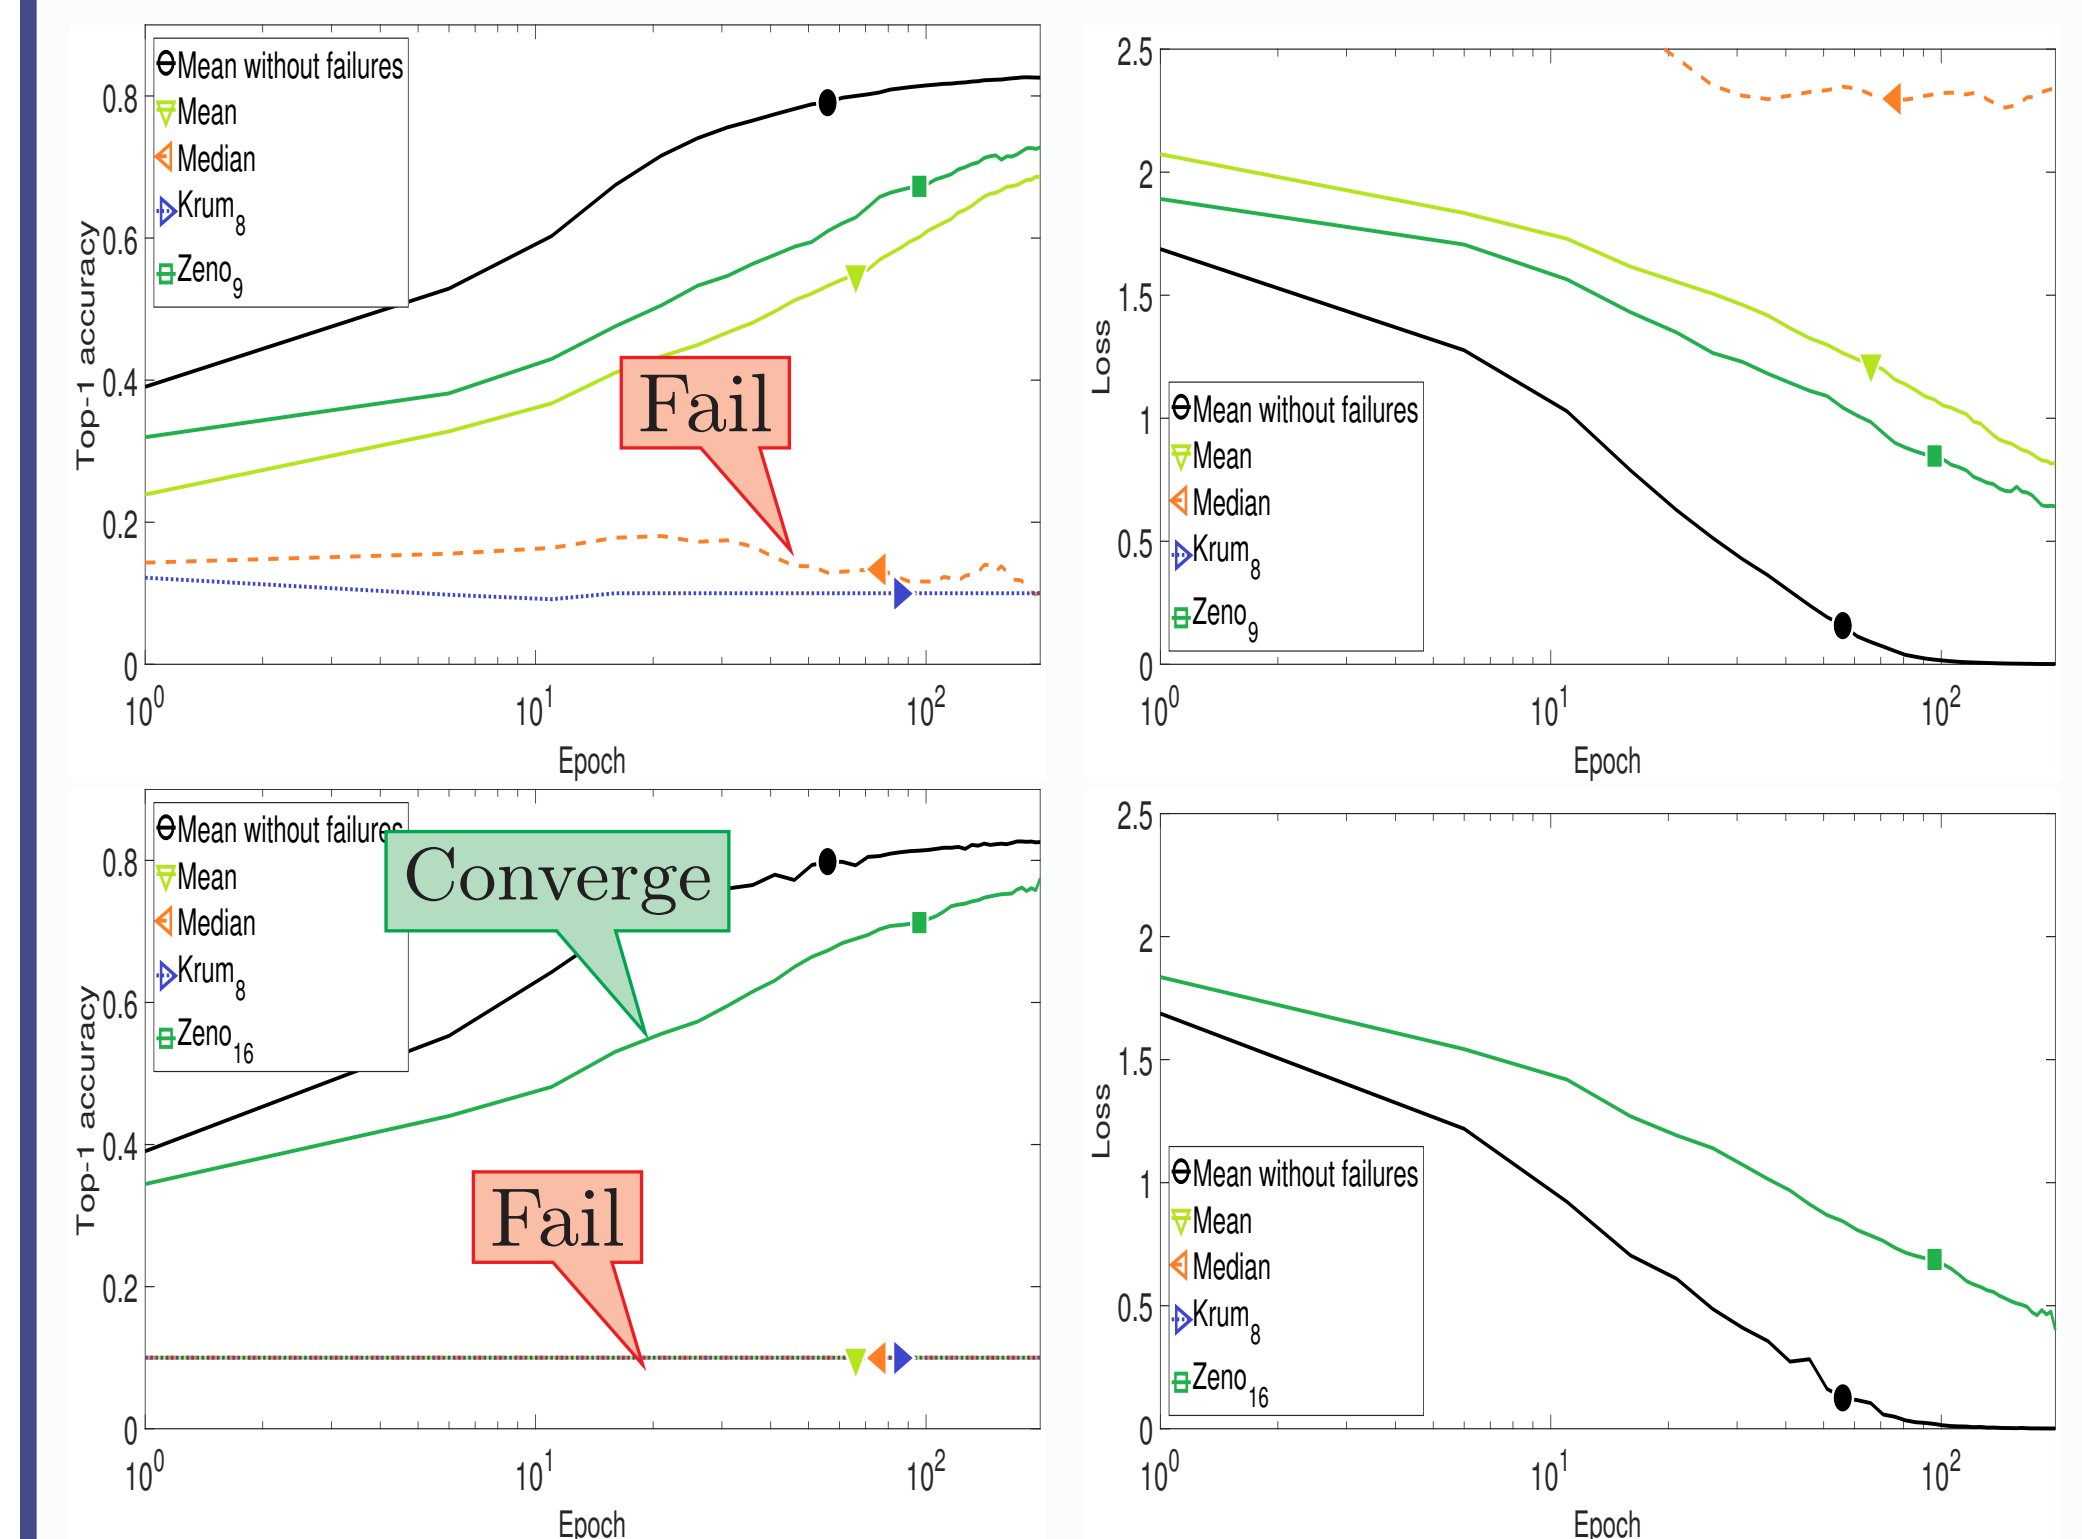 Mean without failures
Mean
Median
Krum8
Zeno9
Fail
Top-1 accuracy
0.8
0.6
0.4
0.2
0
10^0
10^1
10^2
Epoch
2.5
2
1.5
1
0.5
0
Loss
Mean without failures
Mean
Median
Krum8
Zeno9
10^0
10^1
10^2
Epoch
Mean without failures
Mean
Median
Krum8
Zeno16
Converge
Fail
Top-1 accuracy
0.8
0.6
0.4
0.2
0
10^0
10^1
10^2
Epoch
2.5
2
1.5
1
0.5
0
Loss
Mean without failures
Mean
Median
Krum8
Zeno16
10^0
10^1
10^2
Epoch